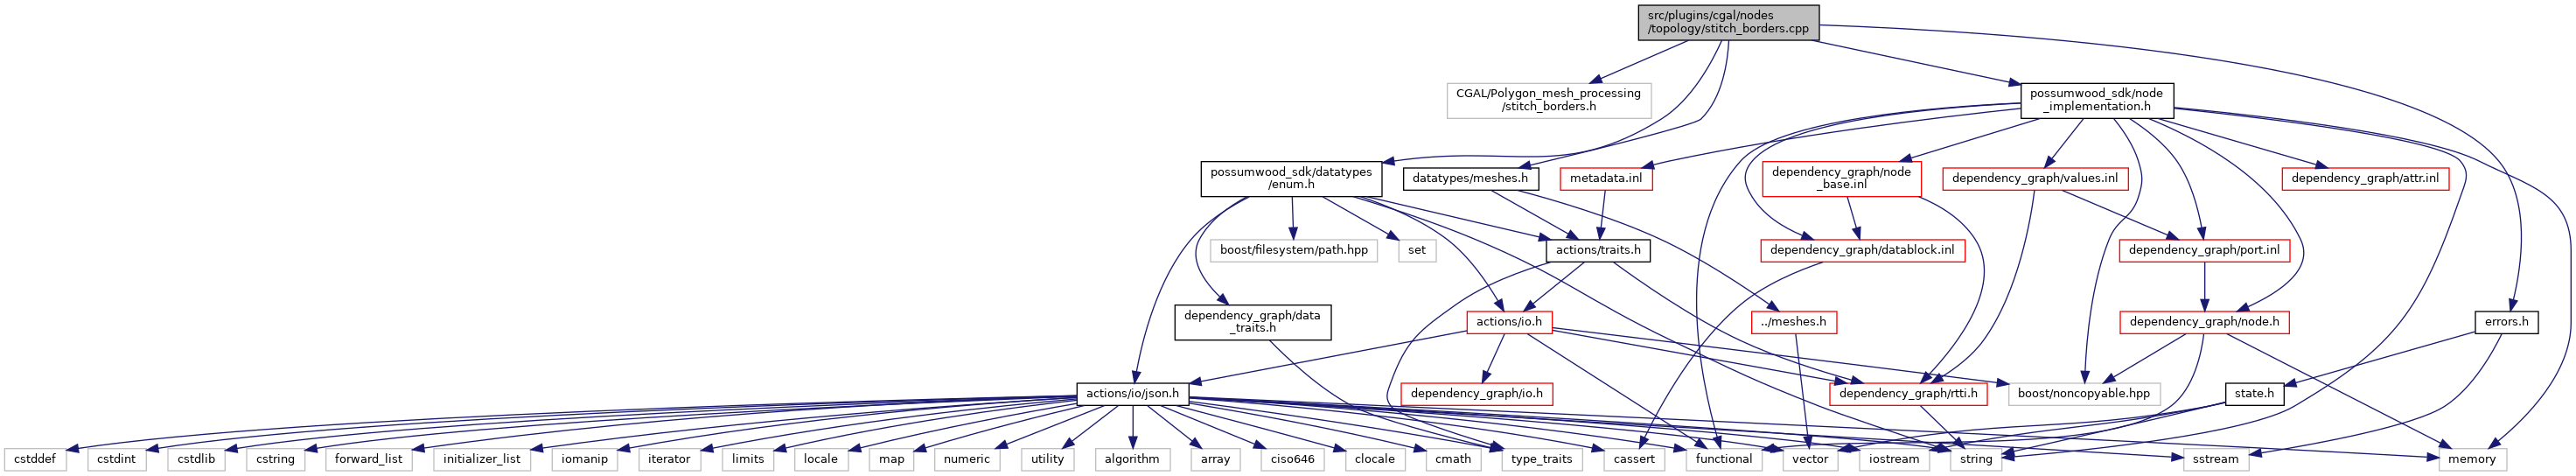 src/plugins/cgal/nodes
/topology/stitch_borders.cpp
CGAL/Polygon_mesh_processing
/stitch_borders.h
possumwood_sdk/node
_implementation.h
possumwood_sdk/datatypes
/enum.h
datatypes/meshes.h
metadata.inl
dependency_graph/node
_base.inl
dependency_graph/values.inl
dependency_graph/attr.inl
boost/filesystem/path.hpp
set
actions/traits.h
dependency_graph/datablock.inl
dependency_graph/port.inl
dependency_graph/data
_traits.h
actions/io.h
../meshes.h
dependency_graph/node.h
errors.h
actions/io/json.h
dependency_graph/io.h
dependency_graph/rtti.h
boost/noncopyable.hpp
state.h
cstddef
cstdint
cstdlib
cstring
forward_list
initializer_list
iomanip
iterator
limits
locale
map
numeric
utility
algorithm
array
ciso646
clocale
cmath
type_traits
cassert
functional
vector
iostream
string
sstream
memory